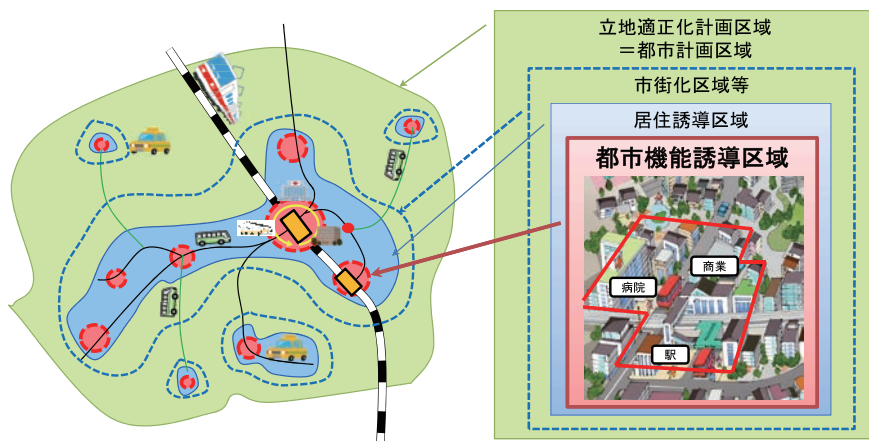 立地適正化計画区域
＝都市計画区域
市街化区域等
居住誘導区域
都市機能誘導区域
商業
病院
駅